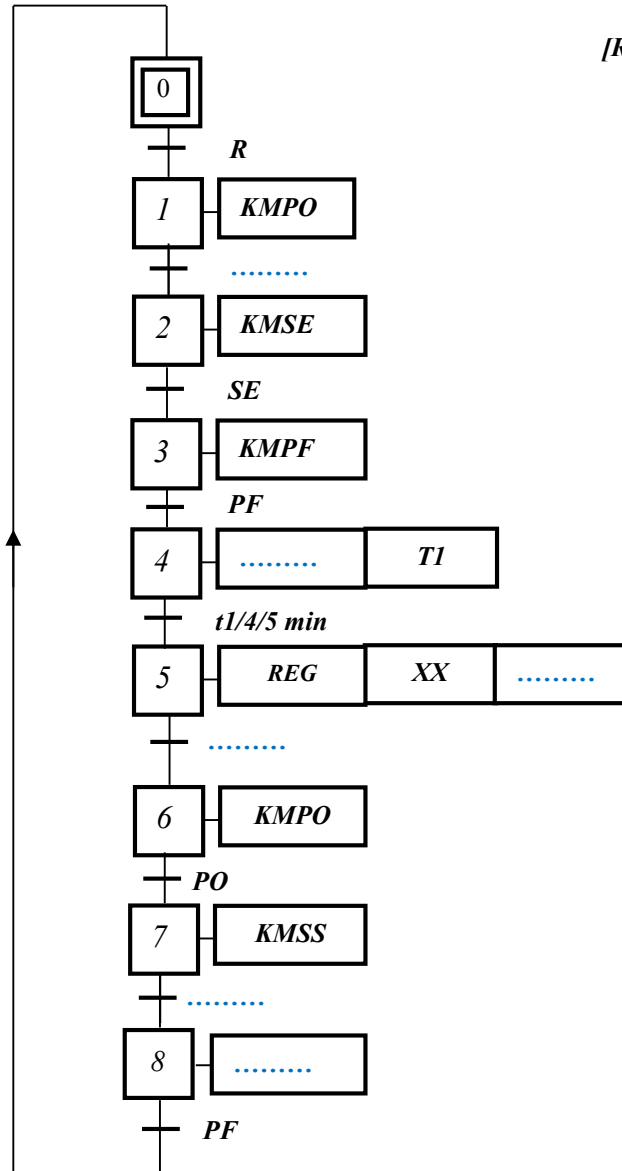 [R
0
R
1 KMPO
.........
2 KMSE
SE
3 KMPF
PF
4 ......... T1
t1/4/5 min
5 REG XX .........
.........
6 KMPO
PO
7 KMSS
.........
8 .........
PF